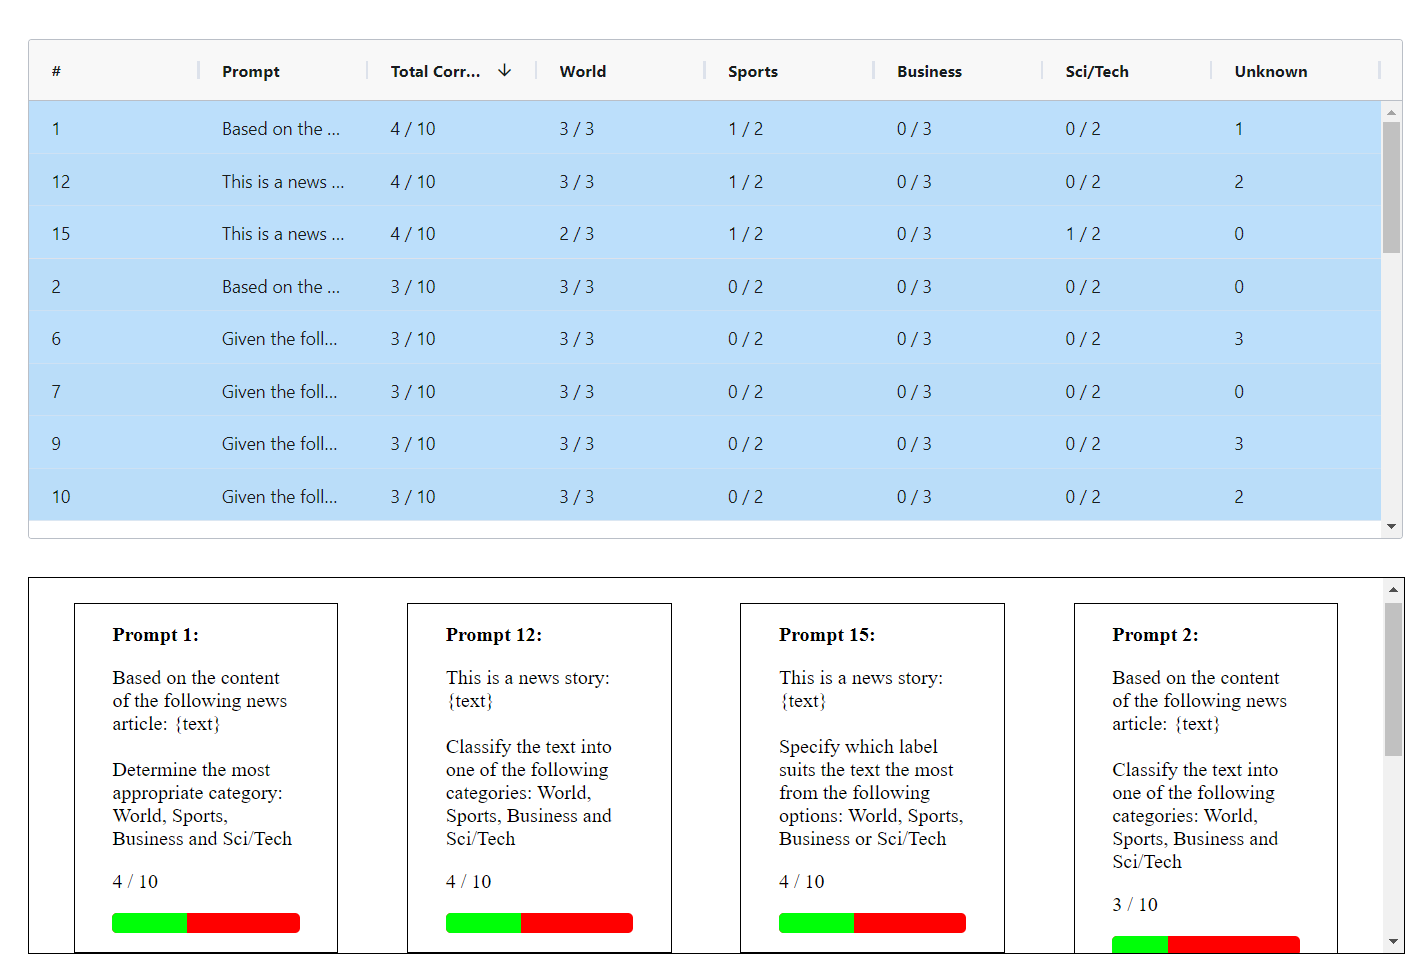 # Prompt Total Corr... World Sports Business Sci/Tech Unknown
1 Based on the ... 4 / 10 3 / 3 1 / 2 0 / 3 0 / 2 1
12 This is a news ... 4 / 10 3 / 3 1 / 2 0 / 3 0 / 2 2
15 This is a news ... 4 / 10 2 / 3 1 / 2 0 / 3 1 / 2 0
2 Based on the ... 3 / 10 3 / 3 0 / 2 0 / 3 0 / 2 0
6 Given the foll... 3 / 10 3 / 3 0 / 2 0 / 3 0 / 2 3
7 Given the foll... 3 / 10 3 / 3 0 / 2 0 / 3 0 / 2 0
9 Given the foll... 3 / 10 3 / 3 0 / 2 0 / 3 0 / 2 3
10 Given the foll... 3 / 10 3 / 3 0 / 2 0 / 3 0 / 2 2
Prompt 1:
Based on the content
of the following news
article: {text}
Determine the most
appropriate category:
World, Sports,
Business and Sci/Tech
4 / 10
Prompt 12:
This is a news story:
{text}
Classify the text into
one of the following
categories: World,
Sports, Business and
Sci/Tech
4 / 10
Prompt 15:
This is a news story:
{text}
Specify which label
suits the text the most
from the following
options: World, Sports,
Business or Sci/Tech
4 / 10
Prompt 2:
Based on the content
of the following news
article: {text}
Classify the text into
one of the following
categories: World,
Sports, Business and
Sci/Tech
3 / 10